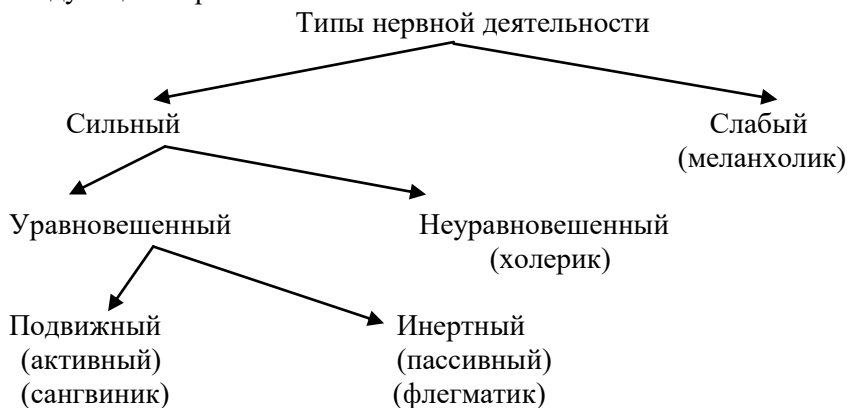 Типы нервной деятельности
Сильный Слабый
(меланхолик)
Уравновешенный Неуравновешенный
(холерик)
Подвижный Инертный
(активный) (пассивный)
(сангвиник) (флегматик)